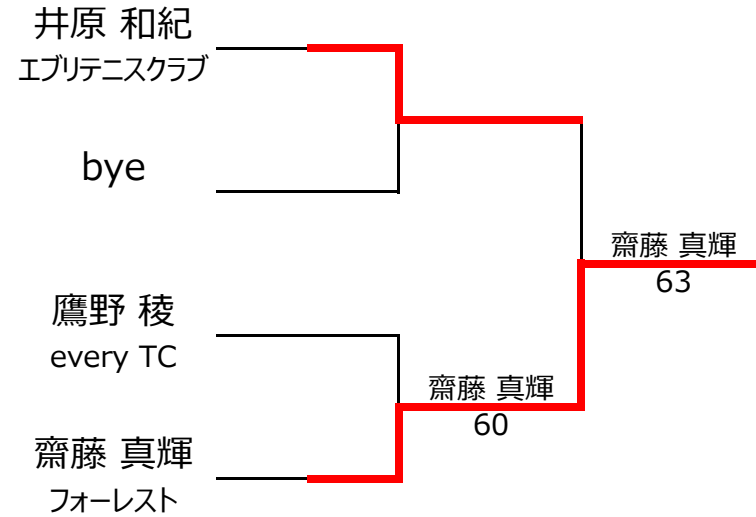 井原 和紀
エブリテニスクラブ
bye
齋藤 真輝
63
鷹野 稜
every TC
齋藤 真輝
60
齋藤 真輝
フォーレスト